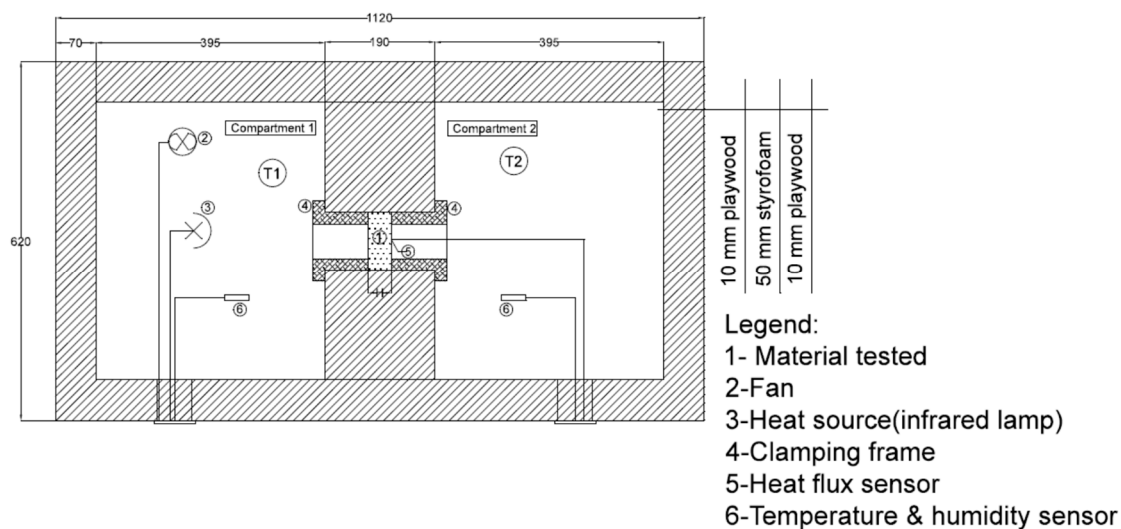 1120
70
395
190
395
620
Compartment 1
Compartment 2
2
T1
T2
3
4
4
1
5
6
6
10 mm playwood
50 mm styrofoam
10 mm playwood
Legend:
1- Material tested
2-Fan
3-Heat source(infrared lamp)
4-Clamping frame
5-Heat flux sensor
6-Temperature & humidity sensor